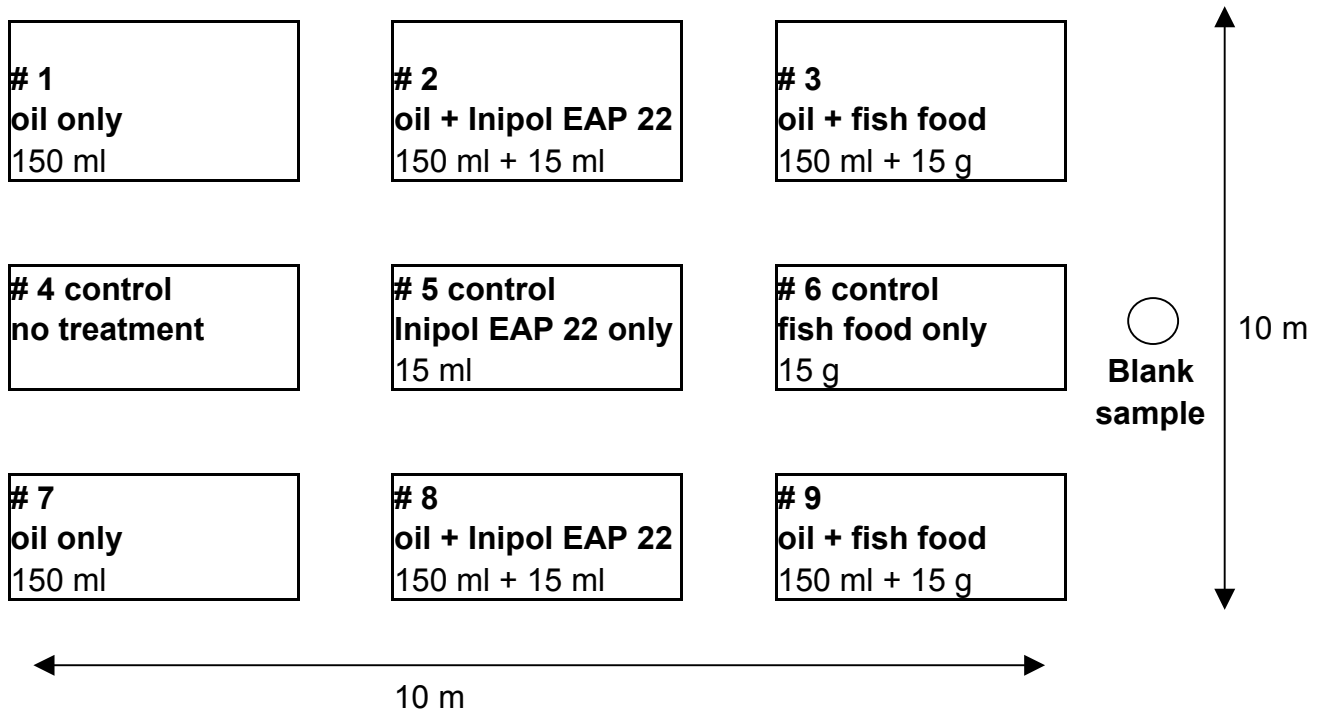 # 1
oil only
150 ml
# 2
oil + Inipol EAP 22
150 ml + 15 ml
# 3
oil + fish food
150 ml + 15 g
# 4 control
no treatment
# 5 control
Inipol EAP 22 only
15 ml
# 6 control
fish food only
15 g
Blank
sample
10 m
# 7
oil only
150 ml
# 8
oil + Inipol EAP 22
150 ml + 15 ml
# 9
oil + fish food
150 ml + 15 g
10 m